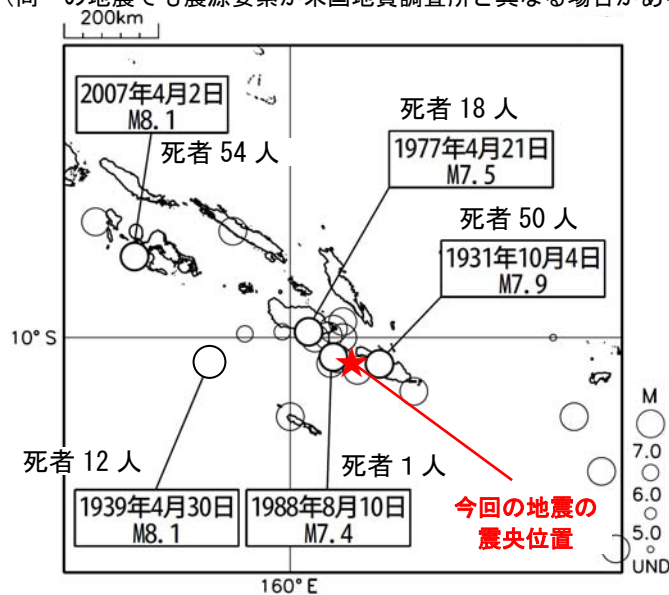 200km
2007年4月2日
M8.1
死者 54 人
死者 18 人
1977年4月21日
M7.5
死者 50 人
1931年10月4日
M7.9
10°S
死者 12 人
1939年4月30日
M8.1
死者 1 人
1988年8月10日
M7.4
今回の地震の
震央位置
M
7.0
6.0
5.0
UND
160°E